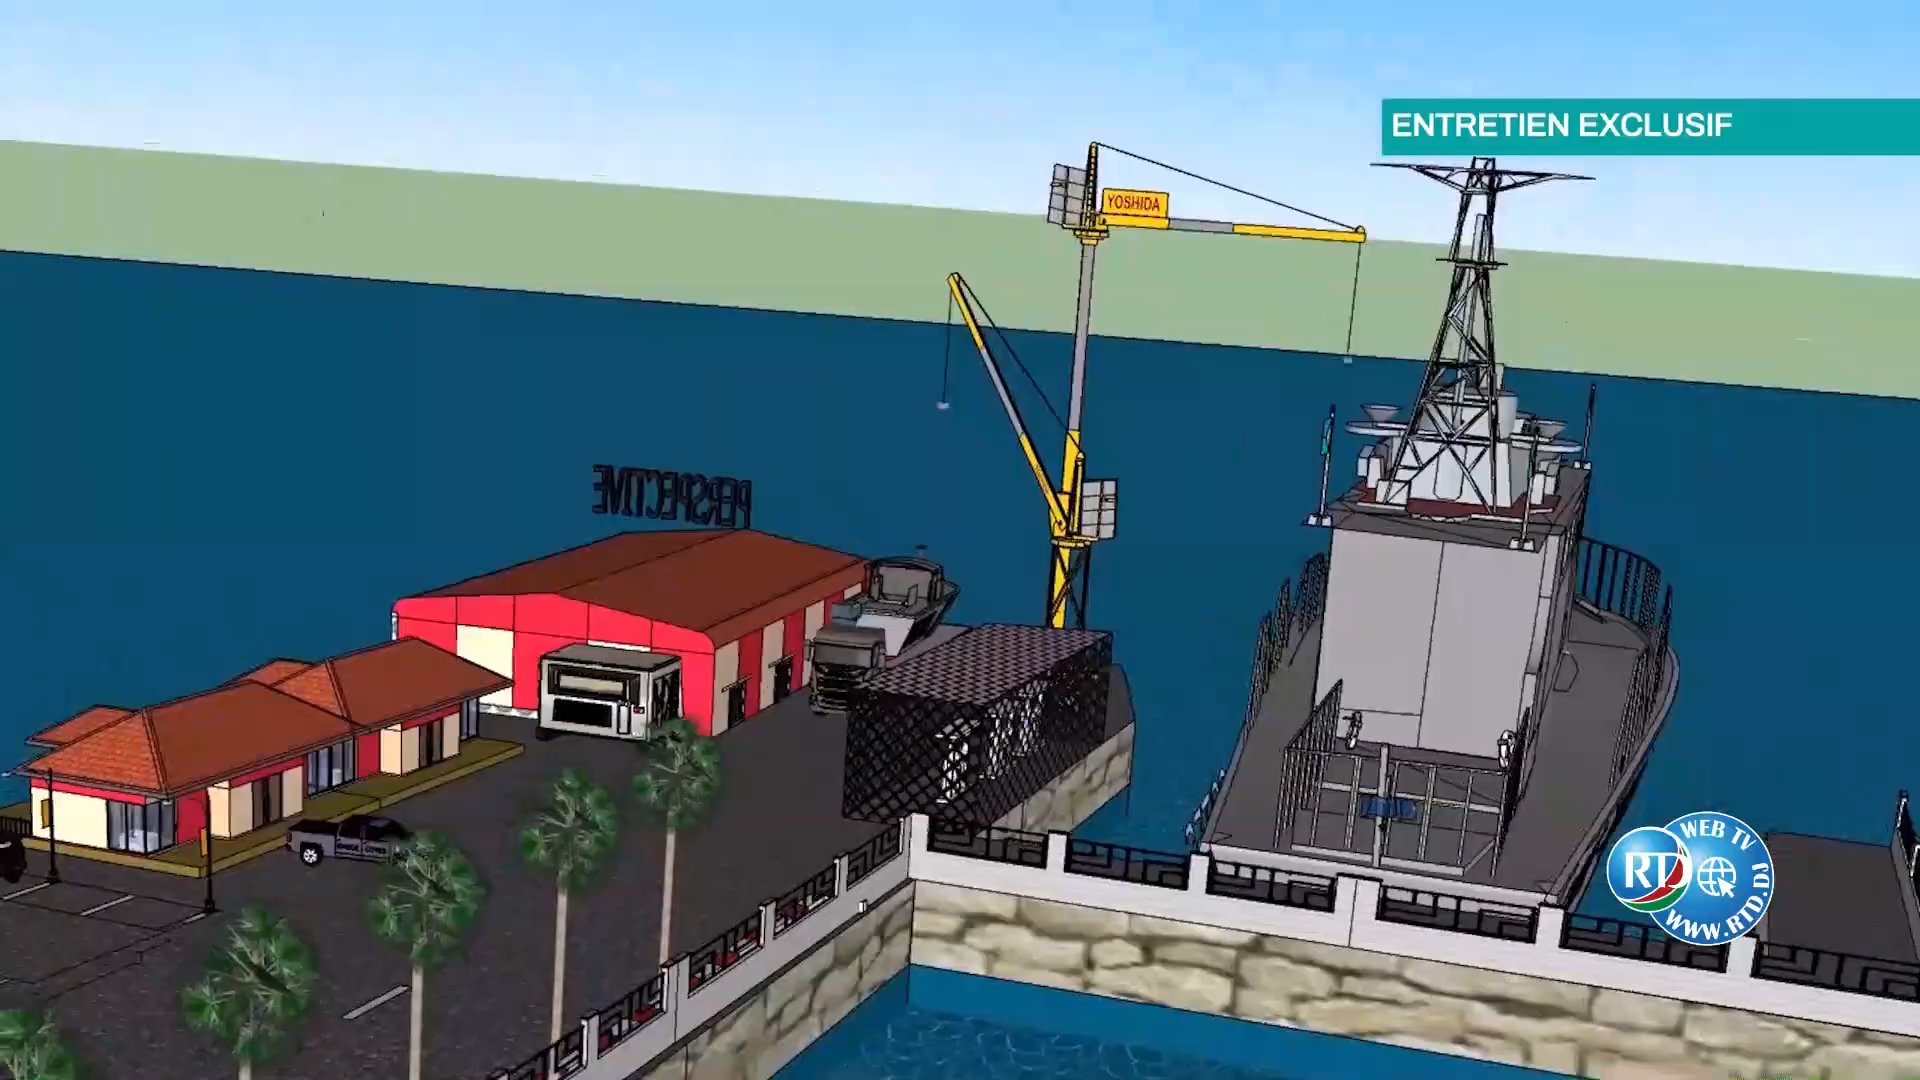 ENTRETIEN EXCLUSIF
YOSHIDA
PERSPECTIVE
RTD
WEB TV
WWW.RTD.DJ